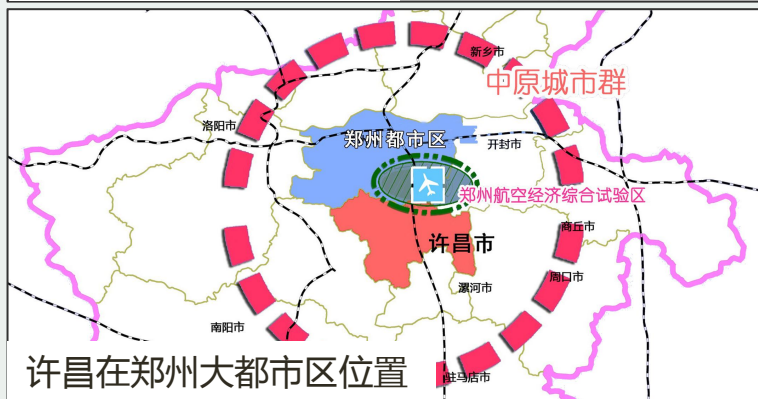 新乡市
中原城市群
洛阳市
郑州都市区
开封市
郑州航空经济综合试验区
商丘市
许昌市
周口市
漯河市
南阳市
驻马店市
许昌在郑州大都市区位置